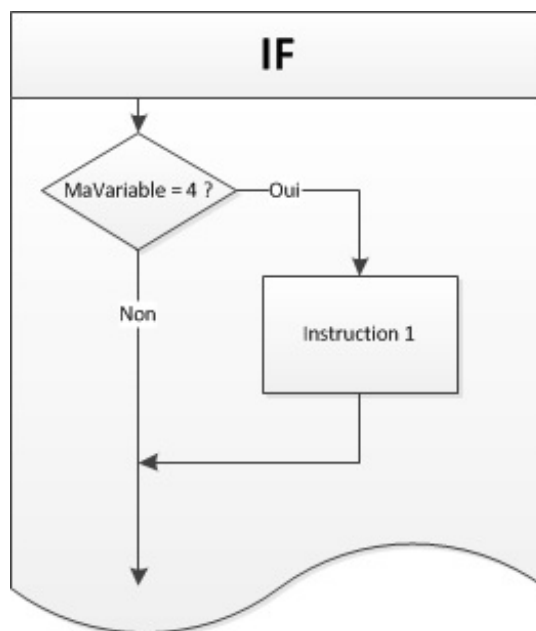 IF
MaVariable = 4 ?
Oui
Non
Instruction 1